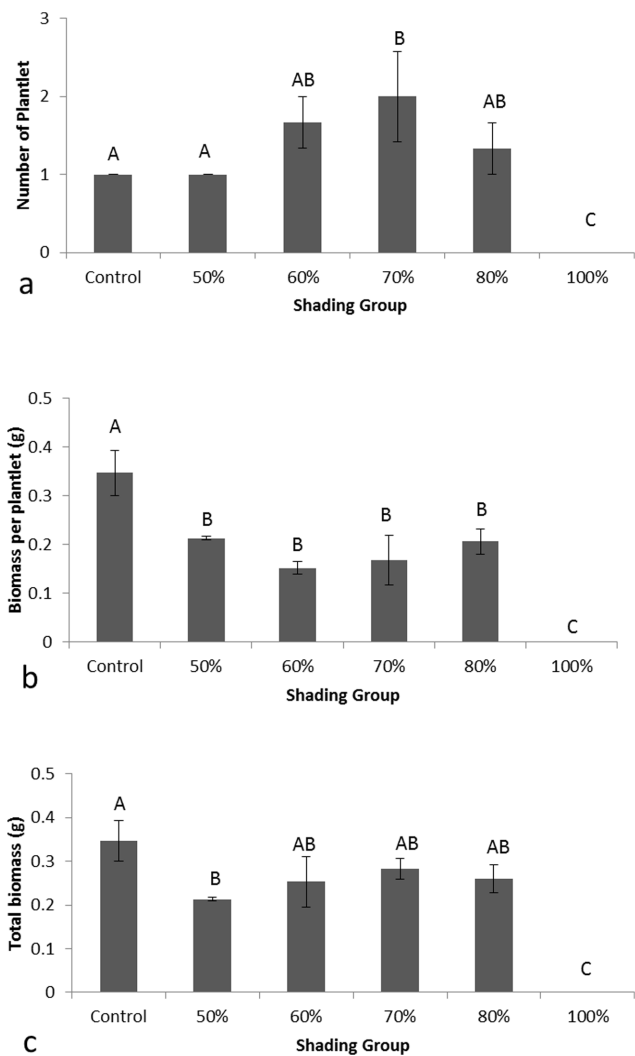 3
B
AB
AB
2
A
A
1
C
0
Number of Plantlet
Control 50% 60% 70% 80% 100%
Shading Group
a
0.5
A
0.4
0.3
B
B
B
B
0.2
0.1
C
0
Biomass per plantlet (g)
Control 50% 60% 70% 80% 100%
Shading Group
b
0.5
A
0.4
AB
AB
AB
0.3
B
0.2
0.1
C
0
Total biomass (g)
Control 50% 60% 70% 80% 100%
Shading Group
c